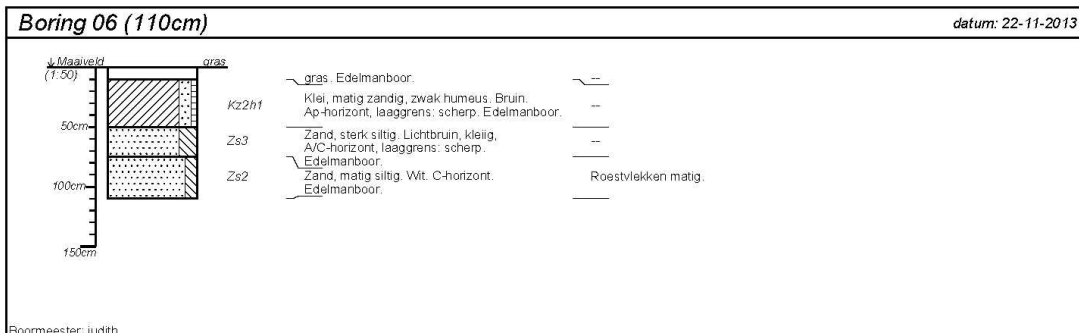 Boring 06 (110cm)
datum: 22-11-2013
↓ Maaiveld
gras
(1:50)
gras. Edelmanboor.
--
Kz2h1
Klei, matig zandig, zwak humeus. Bruin.
Ap-horizont, laaggrens: scherp. Edelmanboor.
--
50cm
Zs3
Zand, sterk siltig. Lichtbruin, kleiig,
A/C-horizont, laaggrens: scherp.
Edelmanboor.
--
Zs2
Zand, matig siltig. Wit. C-horizont.
Edelmanboor.
Roestvlekken matig.
100cm
150cm
Boormeester: judith